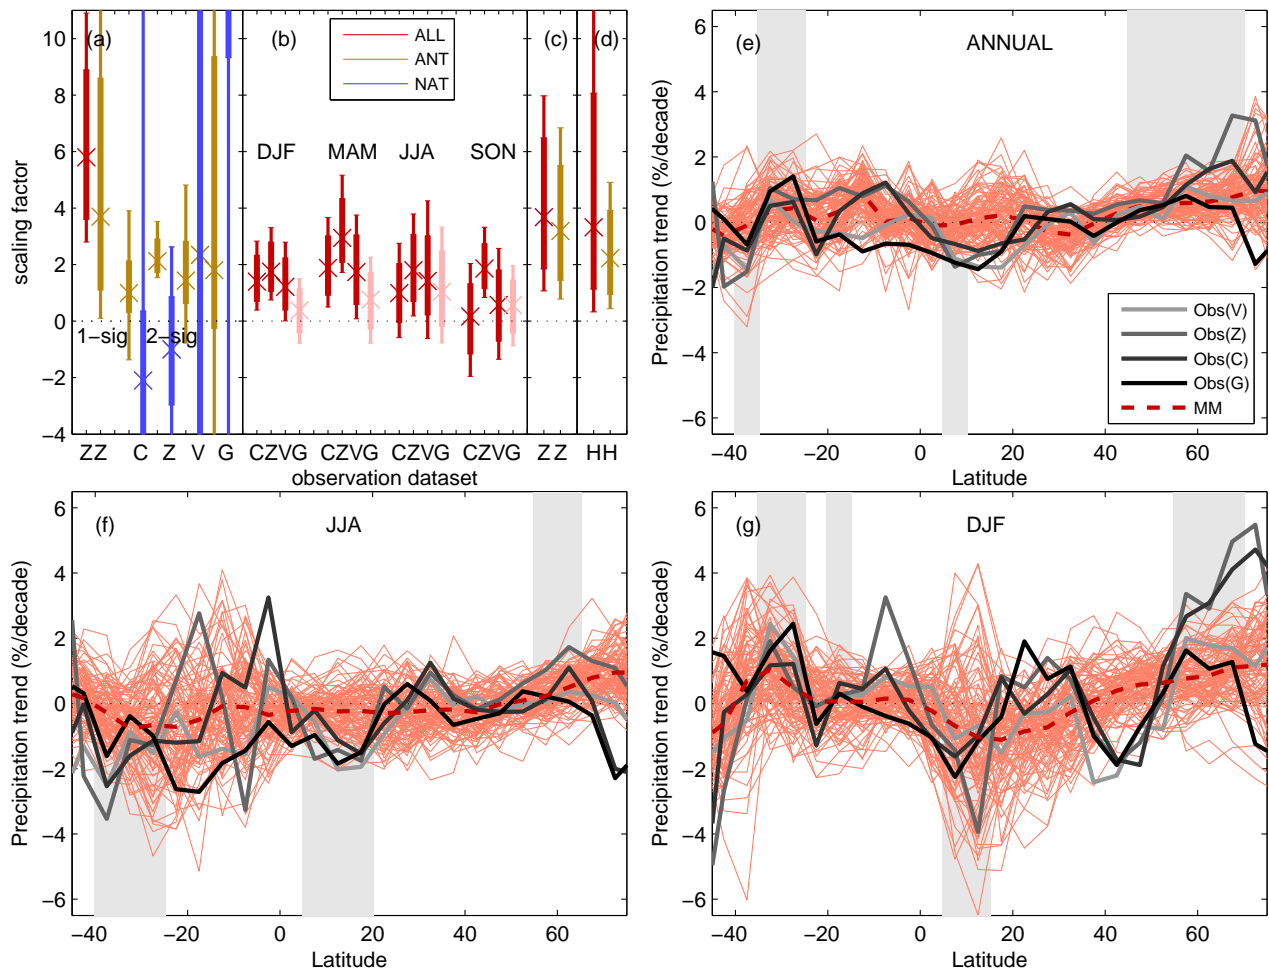 (a)
(b)
(c)
(d)
ALL
ANT
NAT
DJF
MAM
JJA
SON
1−sig
2−sig
11
10
8
6
4
2
0
−2
−4
scaling factor
ZZ
C
Z
V
G
CZVG
CZVG
CZVG
CZVG
ZZ
HH
observation dataset
(e)
ANNUAL
6
4
2
0
−2
−4
−6
Precipitation trend (%/decade)
Obs(V)
Obs(Z)
Obs(C)
Obs(G)
MM
−40
−20
0
20
40
60
Latitude
(f)
JJA
6
4
2
0
−2
−4
−6
Precipitation trend (%/decade)
−40
−20
0
20
40
60
Latitude
(g)
DJF
6
4
2
0
−2
−4
−6
Precipitation trend (%/decade)
−40
−20
0
20
40
60
Latitude